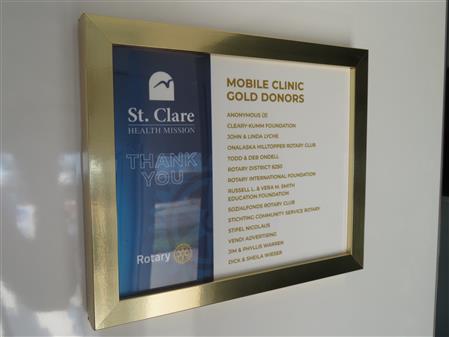 St. Clare
HEALTH MISSION
THANK
YOU
Rotary
MOBILE CLINIC
GOLD DONORS
ANONYMOUS (2)
CLEARY-KUMM FOUNDATION
JOHN & LINDA LYCHE
ONALASKA HILLTOPPER ROTARY CLUB
TODD & DEB ONDELL
ROTARY DISTRICT 6250
ROTARY INTERNATIONAL FOUNDATION
RUSSELL L. & VERA M. SMITH
EDUCATION FOUNDATION
SOZIALFONDS ROTARY CLUB
STICHTING COMMUNITY SERVICE ROTARY
STIFEL NICOLAUS
VENDI ADVERTISING
JIM & PHYLLIS WARREN
DICK & SHEILA WIESER